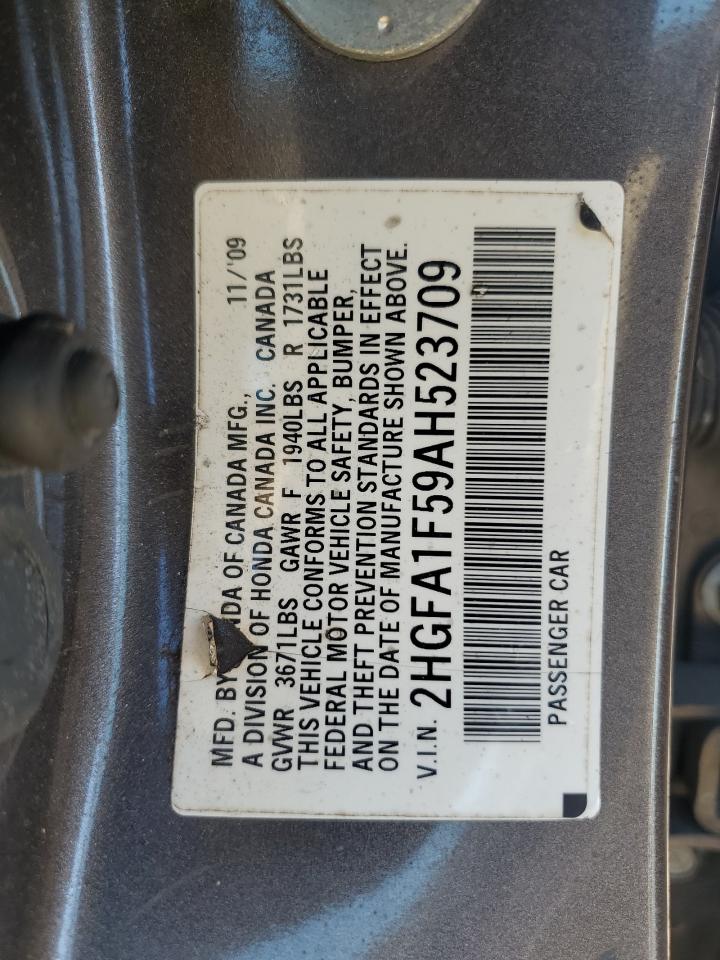 MFD. BY HDA OF CANADA MFG., 11/'09
A DIVISION OF HONDA CANADA INC. CANADA
GVWR 3671LBS GAWR F 1940LBS R 1731LBS
THIS VEHICLE CONFORMS TO ALL APPLICABLE
FEDERAL MOTOR VEHICLE SAFETY, BUMPER,
AND THEFT PREVENTION STANDARDS IN EFFECT
ON THE DATE OF MANUFACTURE SHOWN ABOVE.
V.I.N. 2HGFA1F59AH523709
PASSENGER CAR